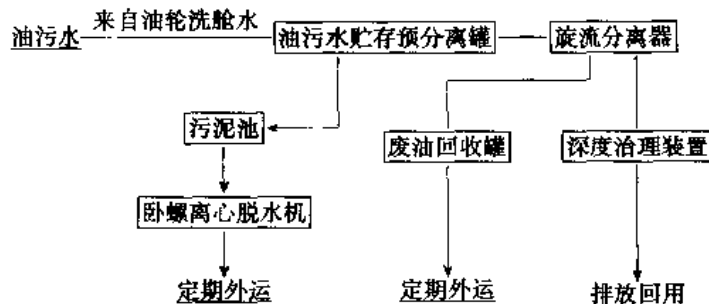 来自油轮洗舱水
油污水
油污水贮存预分离罐
旋流分离器
污泥池
废油回收罐
深度治理装置
卧螺离心脱水机
定期外运
定期外运
排放回用